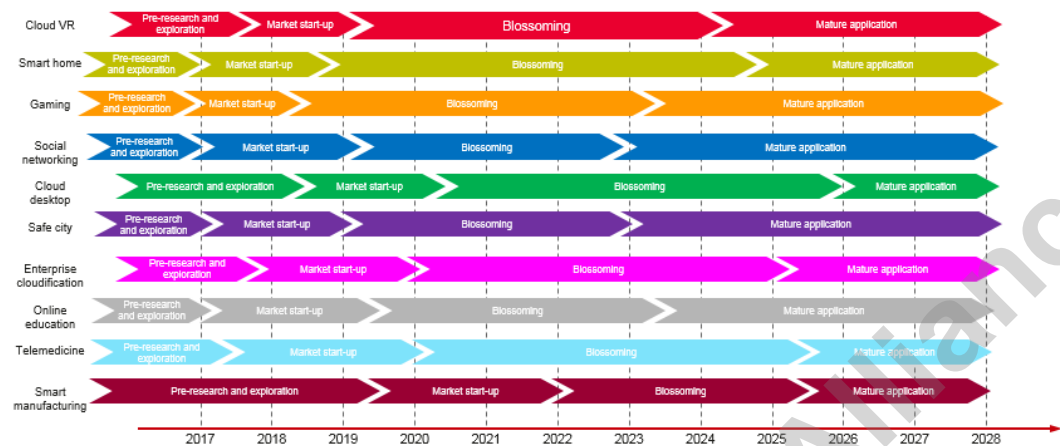 Cloud VR
Pre-research and
exploration
Market start-up
Blossoming
Mature application
Smart home
Pre-research
and exploration
Market start-up
Blossoming
Mature application
Gaming
Pre-research
and exploration
Market start-up
Blossoming
Mature application
Social
networking
Pre-research
and exploration
Market start-up
Blossoming
Mature application
Cloud
desktop
Pre-research and exploration
Market start-up
Blossoming
Mature application
Safe city
Pre-research
and exploration
Market start-up
Blossoming
Mature application
Enterprise
cloudification
Pre-research and
exploration
Market start-up
Blossoming
Mature application
Online
education
Pre-research
and exploration
Market start-up
Blossoming
Mature application
Telemedicine
Pre-research and
exploration
Market start-up
Blossoming
Mature application
Smart
manufacturing
Pre-research and exploration
Market start-up
Blossoming
Mature application
2017 2018 2019 2020 2021 2022 2023 2024 2025 2026 2027 2028
Allianc